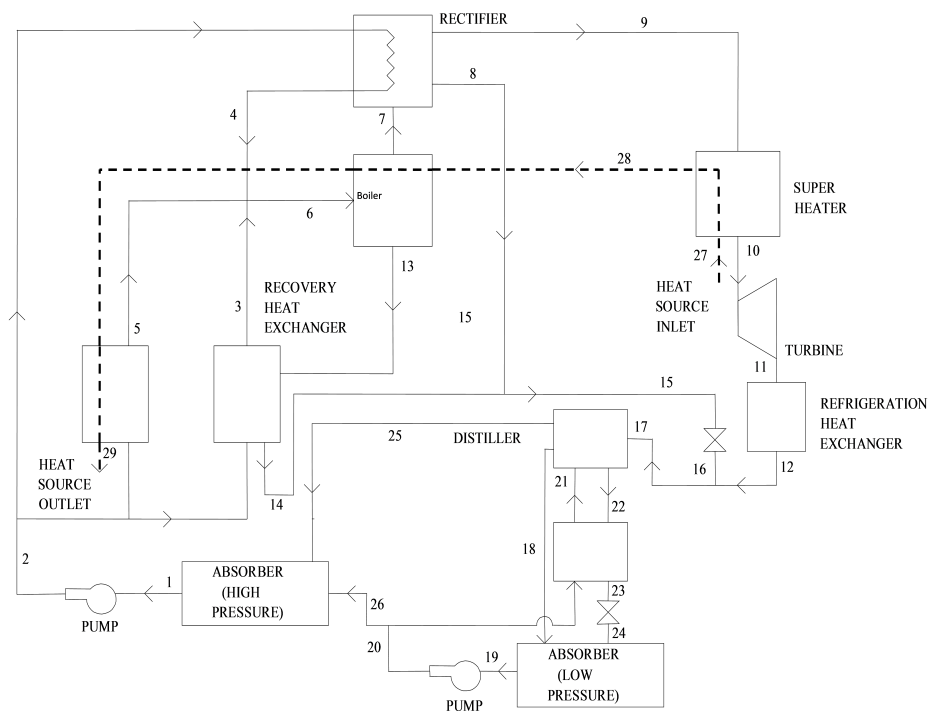 RECTIFIER
9
8
4
7
28
Boiler
6
SUPER
HEATER
27
10
13
HEAT
SOURCE
INLET
RECOVERY
HEAT
EXCHANGER
3
5
15
TURBINE
11
15
REFRIGERATION
HEAT
EXCHANGER
25
DISTILLER
17
29
HEAT
SOURCE
OUTLET
16
12
14
21
22
18
2
1
ABSORBER
(HIGH
PRESSURE)
PUMP
26
23
24
20
19
ABSORBER
(LOW
PRESSURE)
PUMP